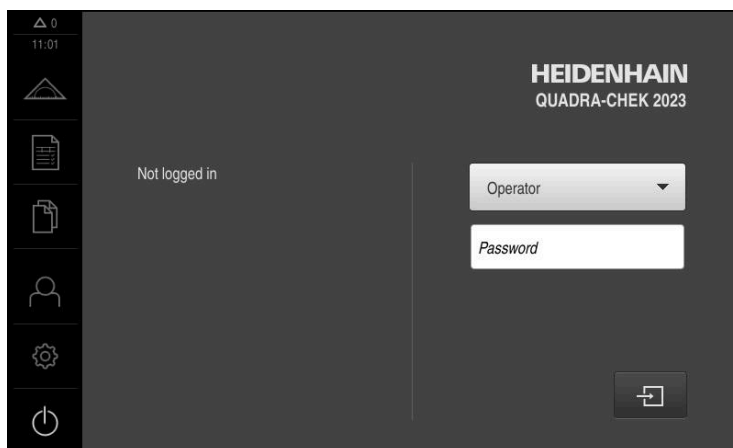 0
11:01
HEIDENHAIN
QUADRA-CHEK 2023
Not logged in
Operator
Password